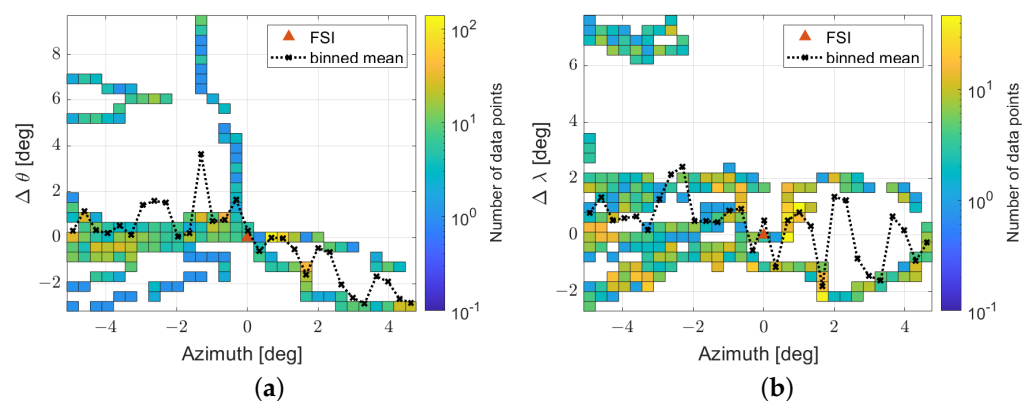 8
6
4
2
0
−2
Δ θ [deg]
−4
−2
0
2
4
Azimuth [deg]
FSI
binned mean
10^2
10^1
10^0
10^-1
Number of data points
(a)
6
4
2
0
−2
Δ λ [deg]
−4
−2
0
2
4
Azimuth [deg]
FSI
binned mean
10^1
10^0
10^-1
Number of data points
(b)